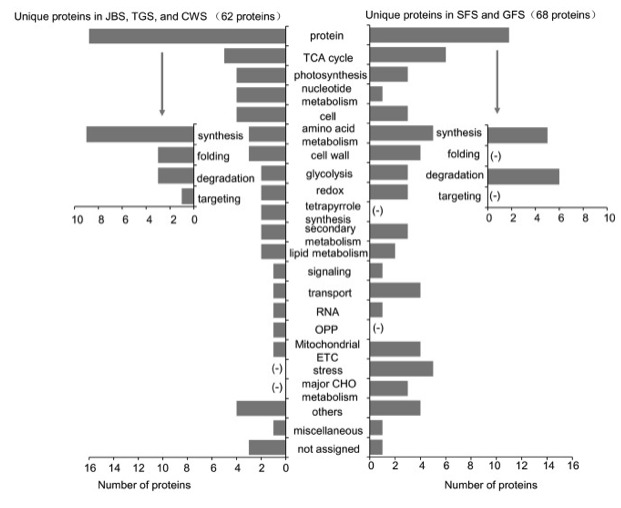 Unique proteins in JBS, TGS, and CWS （62 proteins）
Unique proteins in SFS and GFS（68 proteins）
protein
TCA cycle
photosynthesis
nucleotide
metabolism
cell
amino acid
metabolism
cell wall
glycolysis
redox
tetrapyrrole
synthesis
(-)
secondary
metabolism
lipid metabolism
signaling
transport
RNA
OPP
(-)
Mitochondrial
ETC
(-)
stress
(-)
major CHO
metabolism
others
miscellaneous
not assigned
synthesis
folding
degradation
targeting
10 8 6 4 2 0
synthesis
folding (-)
degradation
targeting (-)
0 2 4 6 8 10
16 14 12 10 8 6 4 2 0
0 2 4 6 8 10 12 14 16
Number of proteins
Number of proteins